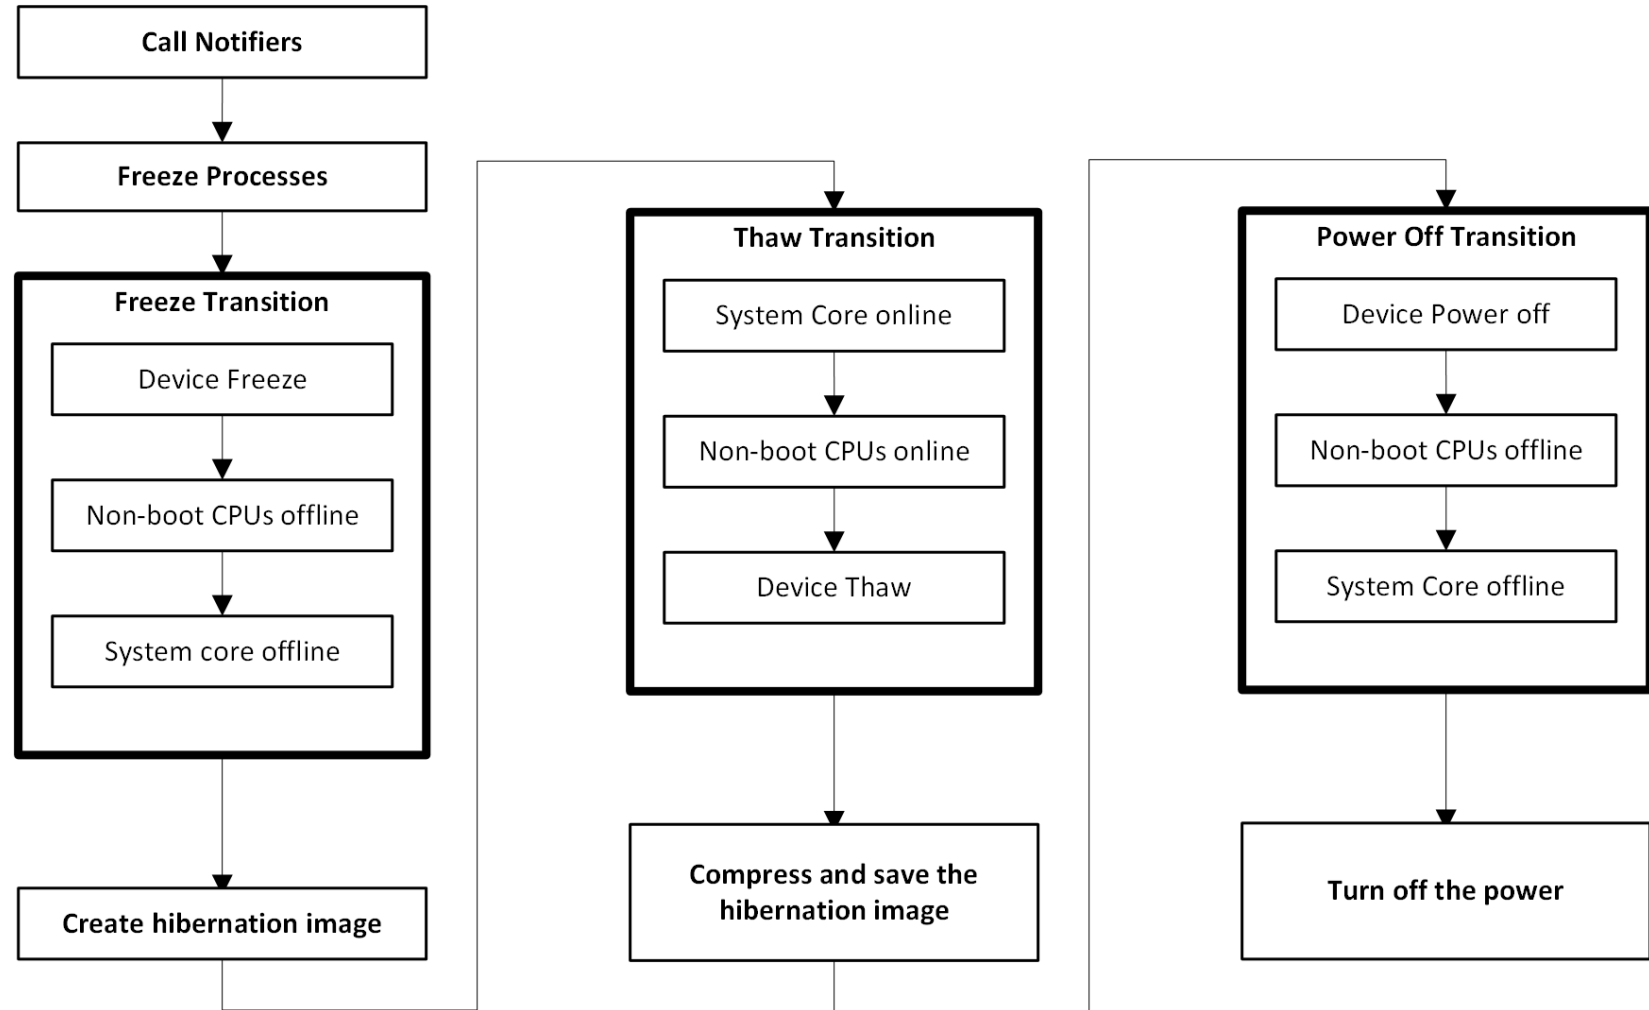 Call Notifiers
Freeze Processes
Freeze Transition
Device Freeze
Non-boot CPUs offline
System core offline
Create hibernation image
Thaw Transition
System Core online
Non-boot CPUs online
Device Thaw
Compress and save the
hibernation image
Power Off Transition
Device Power off
Non-boot CPUs offline
System Core offline
Turn off the power